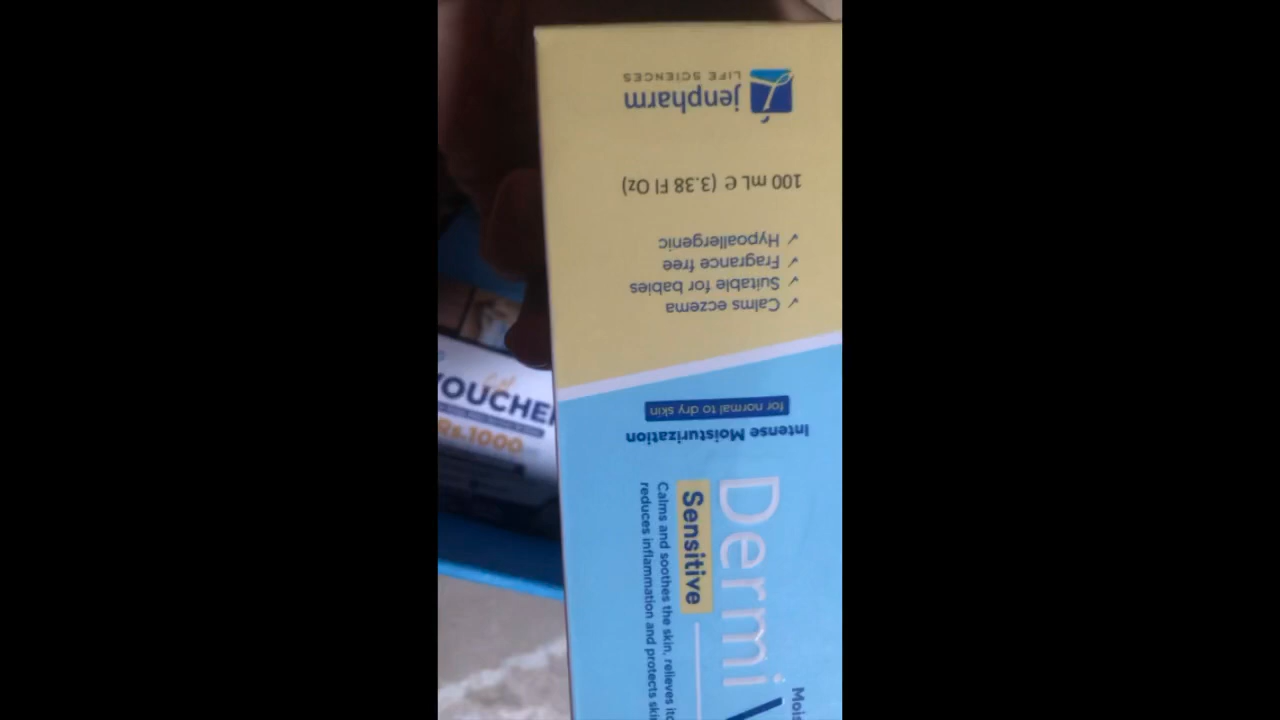 jenpharm
LIFE SCIENCES
100 mL e (3.38 Fl Oz)
✓ Calms eczema
✓ Suitable for babies
✓ Fragrance free
✓ Hypoallergenic
Intense Moisturization
for normal to dry skin
Dermi
Sensitive
Calms and soothes the skin, relieves
reduces inflammation and protects
VOUCHER
Rs.1000